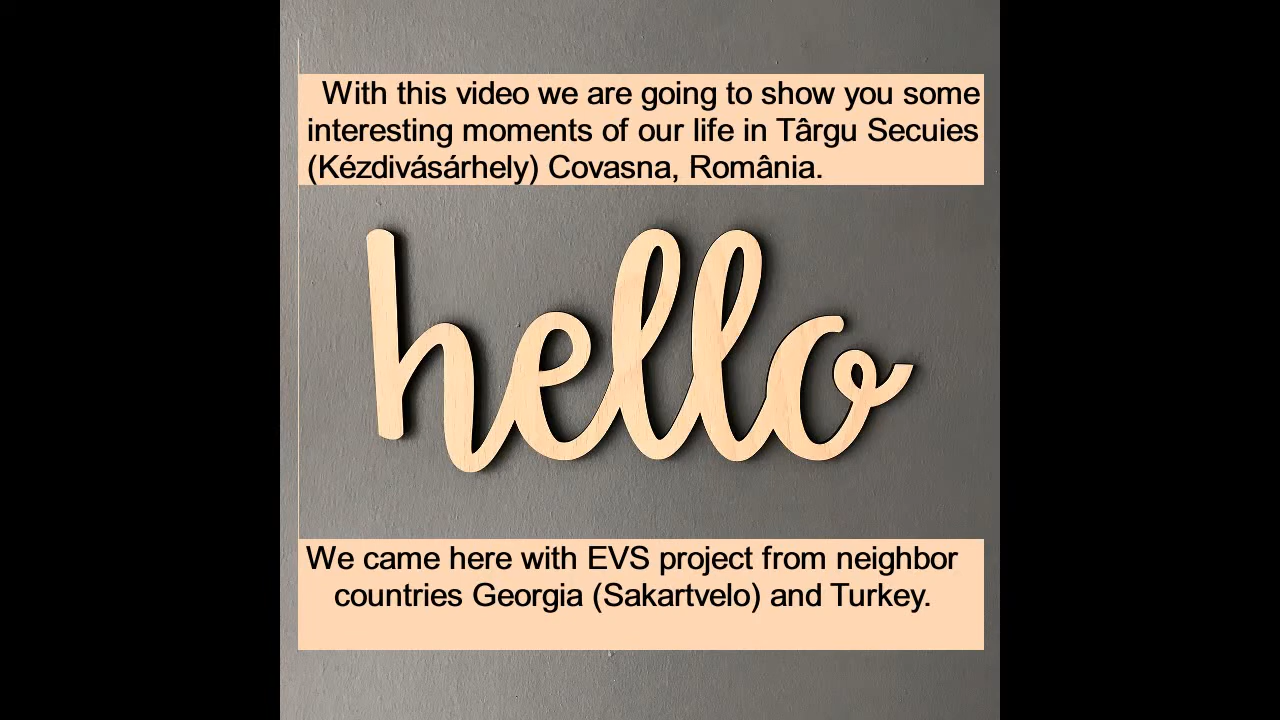 With this video we are going to show you some
interesting moments of our life in Târgu Secuies
(Kézdivásárhely) Covasna, România.
hello
We came here with EVS project from neighbor
countries Georgia (Sakartvelo) and Turkey.